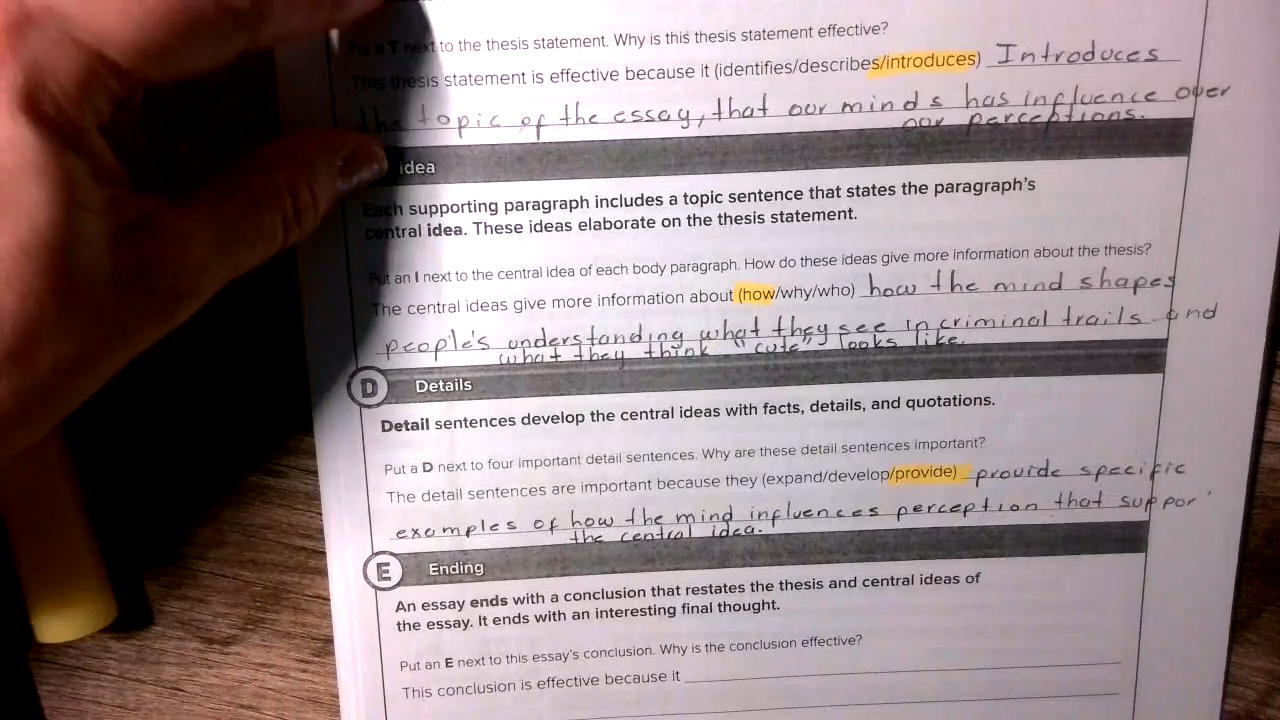 next to the thesis statement. Why is this thesis statement effective?
This thesis statement is effective because it (identifies/describes/introduces) Introduces
the topic of the essay, that our minds has influence over
our perceptions.
idea
Each supporting paragraph includes a topic sentence that states the paragraph's
central idea. These ideas elaborate on the thesis statement.
Put an I next to the central idea of each body paragraph. How do these ideas give more information about the thesis?
The central ideas give more information about (how/why/who) how the mind shapes
people's understanding what they see in criminal trails and
what they think "cute" looks like.
D Details
Detail sentences develop the central ideas with facts, details, and quotations.
Put a D next to four important detail sentences. Why are these detail sentences important?
The detail sentences are important because they (expand/develop/provide) provide specific
examples of how the mind influences perception that suppor
the central idea.
E Ending
An essay ends with a conclusion that restates the thesis and central ideas of
the essay. It ends with an interesting final thought.
Put an E next to this essay's conclusion. Why is the conclusion effective?
This conclusion is effective because it